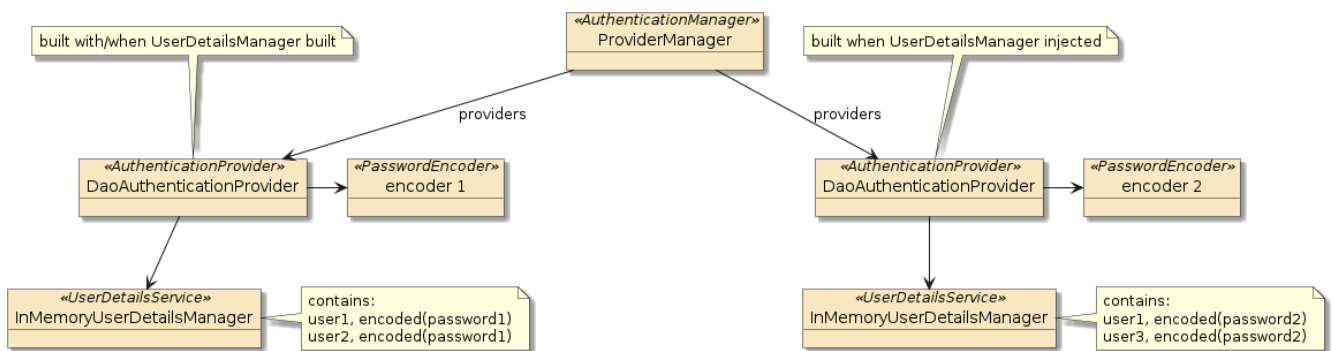 «AuthenticationManager»
ProviderManager
built with/when UserDetailsManager built
built when UserDetailsManager injected
providers
providers
«AuthenticationProvider»
DaoAuthenticationProvider
«PasswordEncoder»
encoder 1
«AuthenticationProvider»
DaoAuthenticationProvider
«PasswordEncoder»
encoder 2
«UserDetailsService»
InMemoryUserDetailsManager
contains:
user1, encoded(password1)
user2, encoded(password1)
«UserDetailsService»
InMemoryUserDetailsManager
contains:
user1, encoded(password2)
user3, encoded(password2)